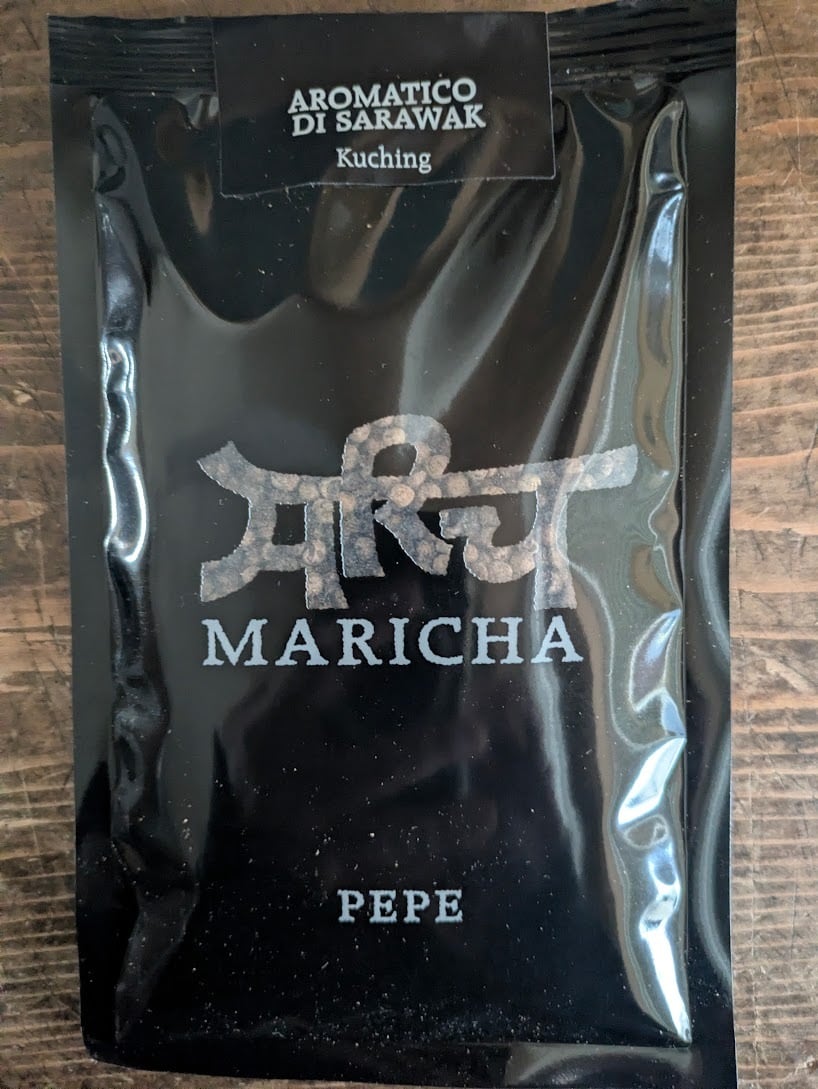 AROMATICO
DI SARAWAK
Kuching
मरिच
MARICHA
PEPE